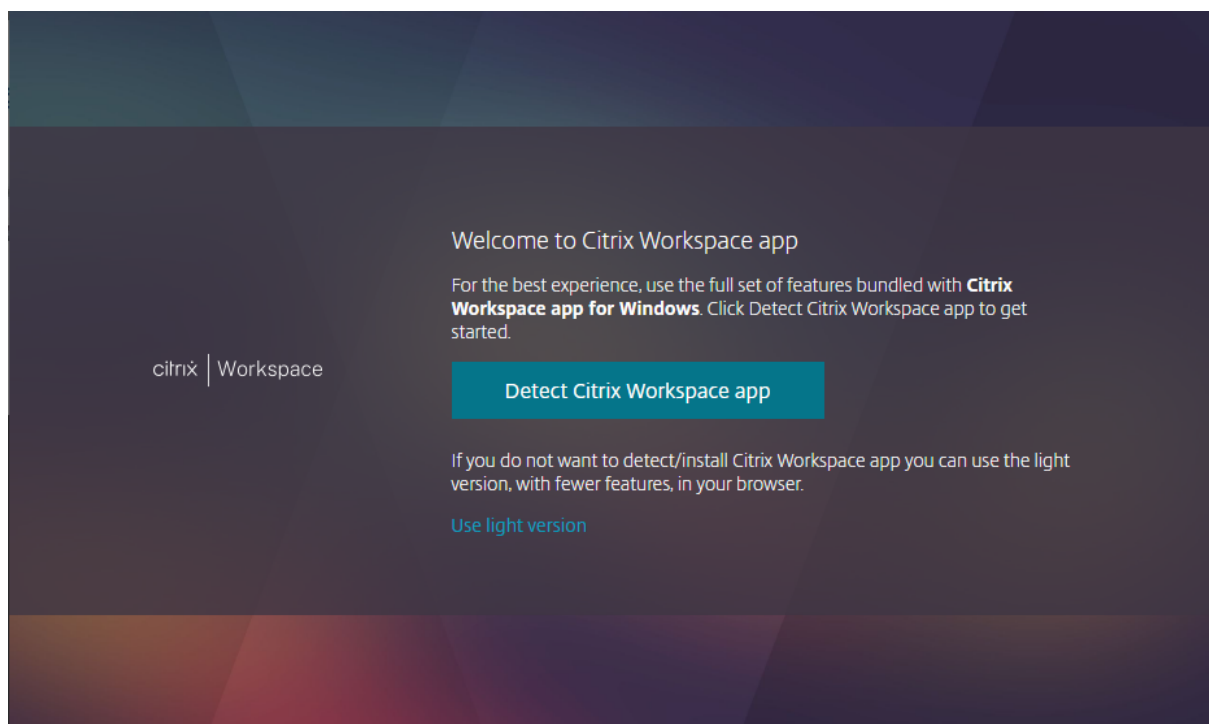 Welcome to Citrix Workspace app
For the best experience, use the full set of features bundled with Citrix
Workspace app for Windows. Click Detect Citrix Workspace app to get
started.
citrix | Workspace
Detect Citrix Workspace app
If you do not want to detect/install Citrix Workspace app you can use the light
version, with fewer features, in your browser.
Use light version